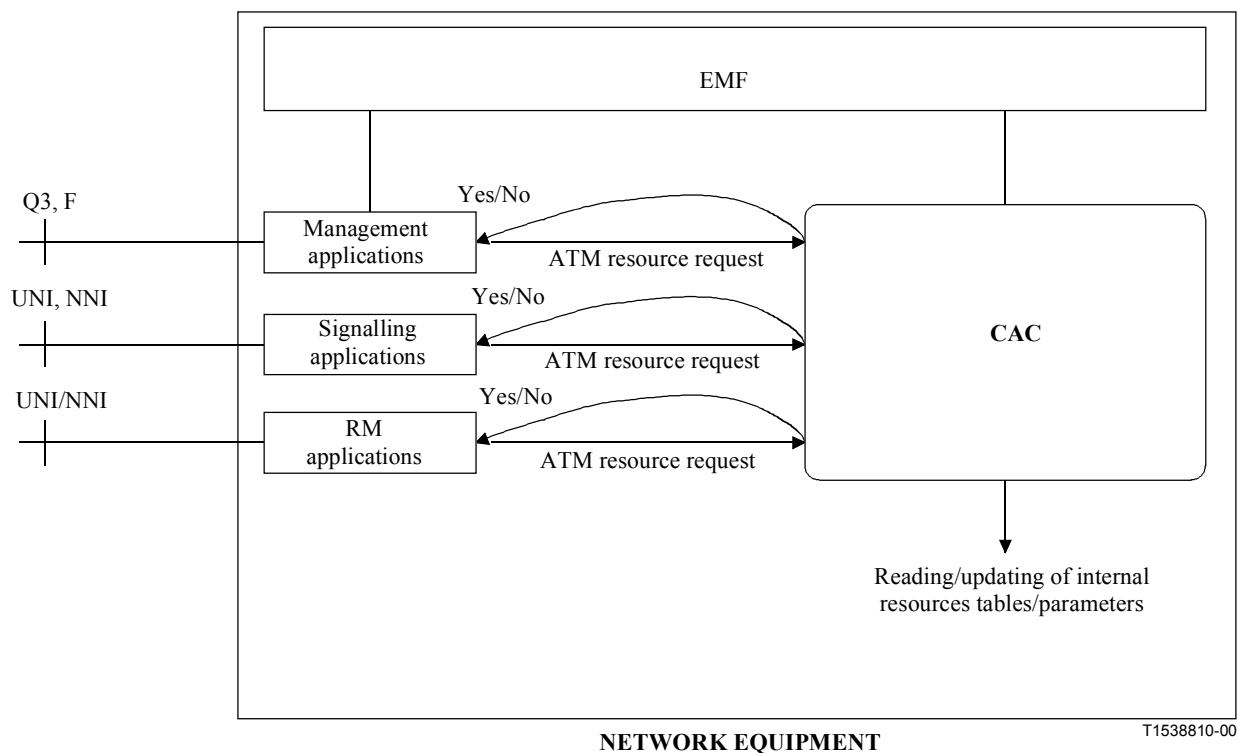 EMF
Q3, F
Yes/No
Management
applications
ATM resource request
UNI, NNI
Yes/No
Signalling
applications
ATM resource request
CAC
UNI/NNI
Yes/No
RM
applications
ATM resource request
Reading/updating of internal
resources tables/parameters
T1538810-00
NETWORK EQUIPMENT